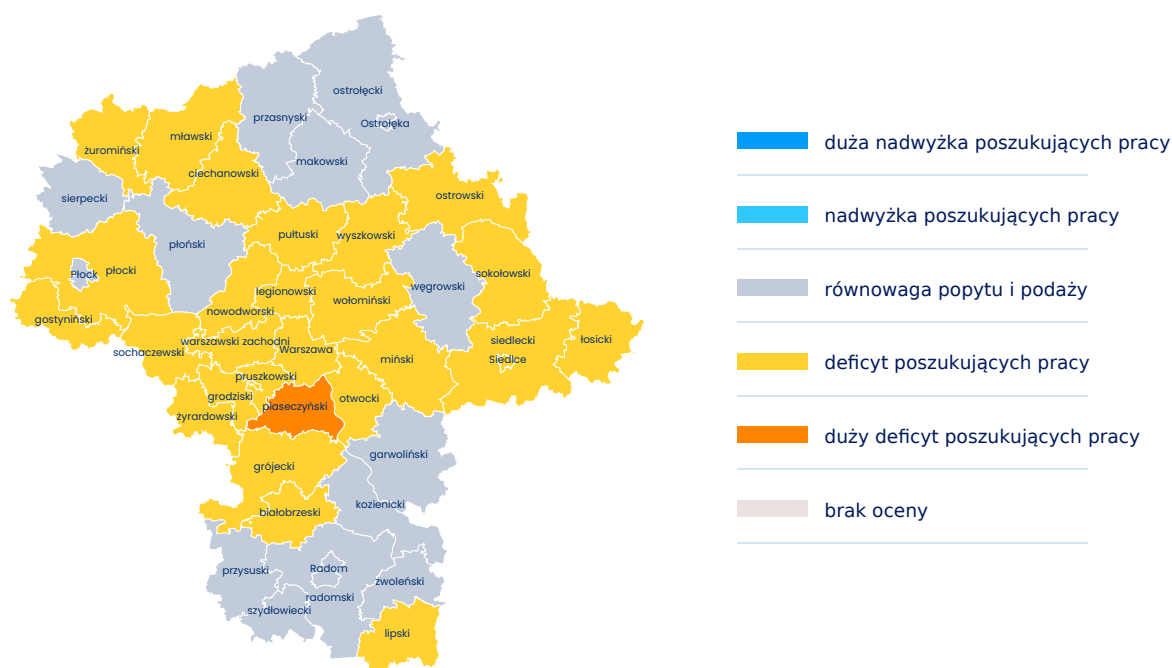 ostrołęcki
przasnyski
Ostrołęka
mławski
żuromiński
makowski
ciechanowski
sierpecki
ostrowski
pułtuski
wyszkowski
płoński
płocki
Płock
sokołowski
węgrowski
legionowski
wołomiński
nowodworski
gostyniński
siedlecki
łosicki
warszawski zachodni
Warszawa
sochaczewski
miński
Siedlce
pruszkowski
grodziski
otwocki
piaseczyński
żyrardowski
garwoliński
grójecki
kozienicki
białobrzeski
Radom
przysuski
zwoleński
radomski
szydłowiecki
lipski
duża nadwyżka poszukujących pracy
nadwyżka poszukujących pracy
równowaga popytu i podaży
deficyt poszukujących pracy
duży deficyt poszukujących pracy
brak oceny